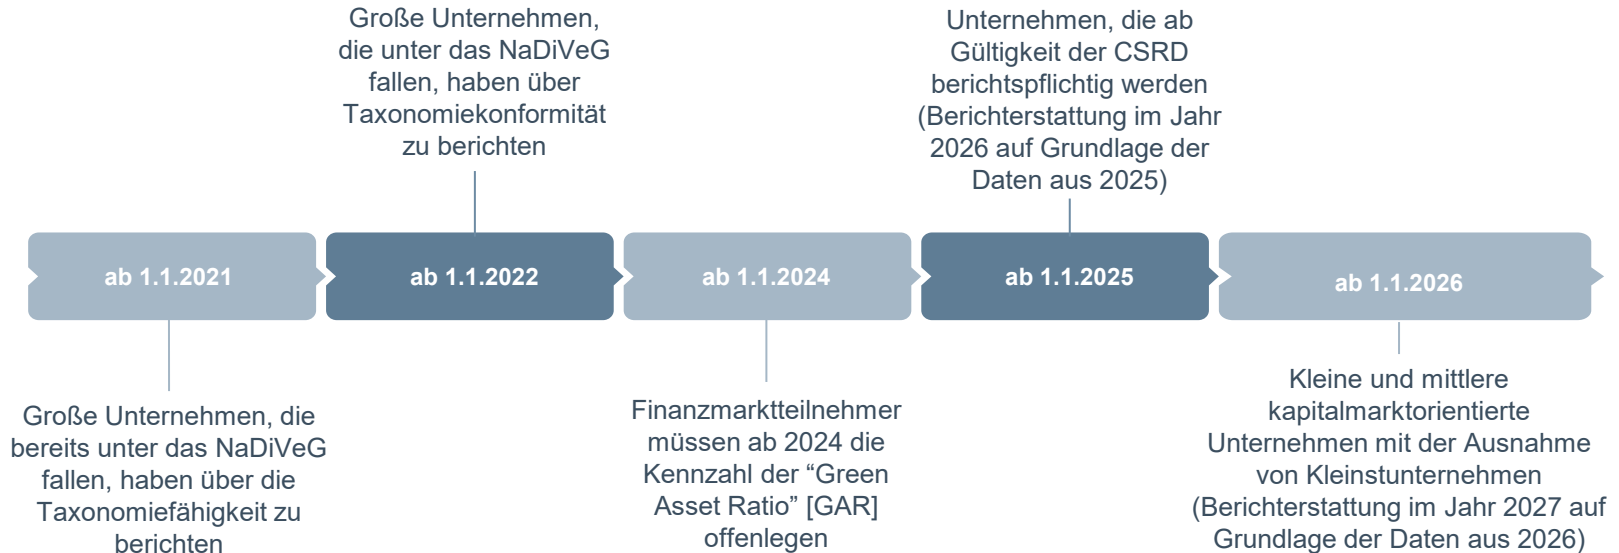 Große Unternehmen,
die unter das NaDiVeG
fallen, haben über
Taxonomiekonformität
zu berichten
Unternehmen, die ab
Gültigkeit der CSRD
berichtspflichtig werden
(Berichterstattung im Jahr
2026 auf Grundlage der
Daten aus 2025)
ab 1.1.2021
ab 1.1.2022
ab 1.1.2024
ab 1.1.2025
ab 1.1.2026
Große Unternehmen, die
bereits unter das NaDiVeG
fallen, haben über die
Taxonomiefähigkeit zu
berichten
Finanzmarktteilnehmer
müssen ab 2024 die
Kennzahl der “Green
Asset Ratio” [GAR]
offenlegen
Kleine und mittlere
kapitalmarktorientierte
Unternehmen mit der Ausnahme
von Kleinstunternehmen
(Berichterstattung im Jahr 2027 auf
Grundlage der Daten aus 2026)